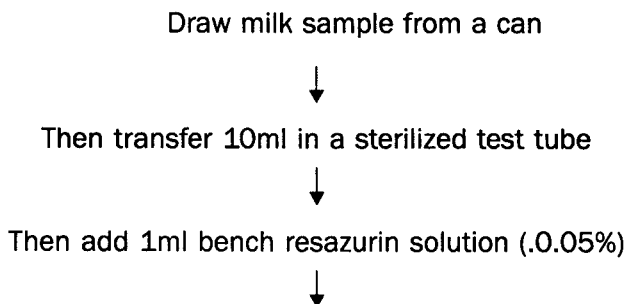 Draw milk sample from a can
↓
Then transfer 10ml in a sterilized test tube
↓
Then add 1ml bench resazurin solution (.0.05%)
↓